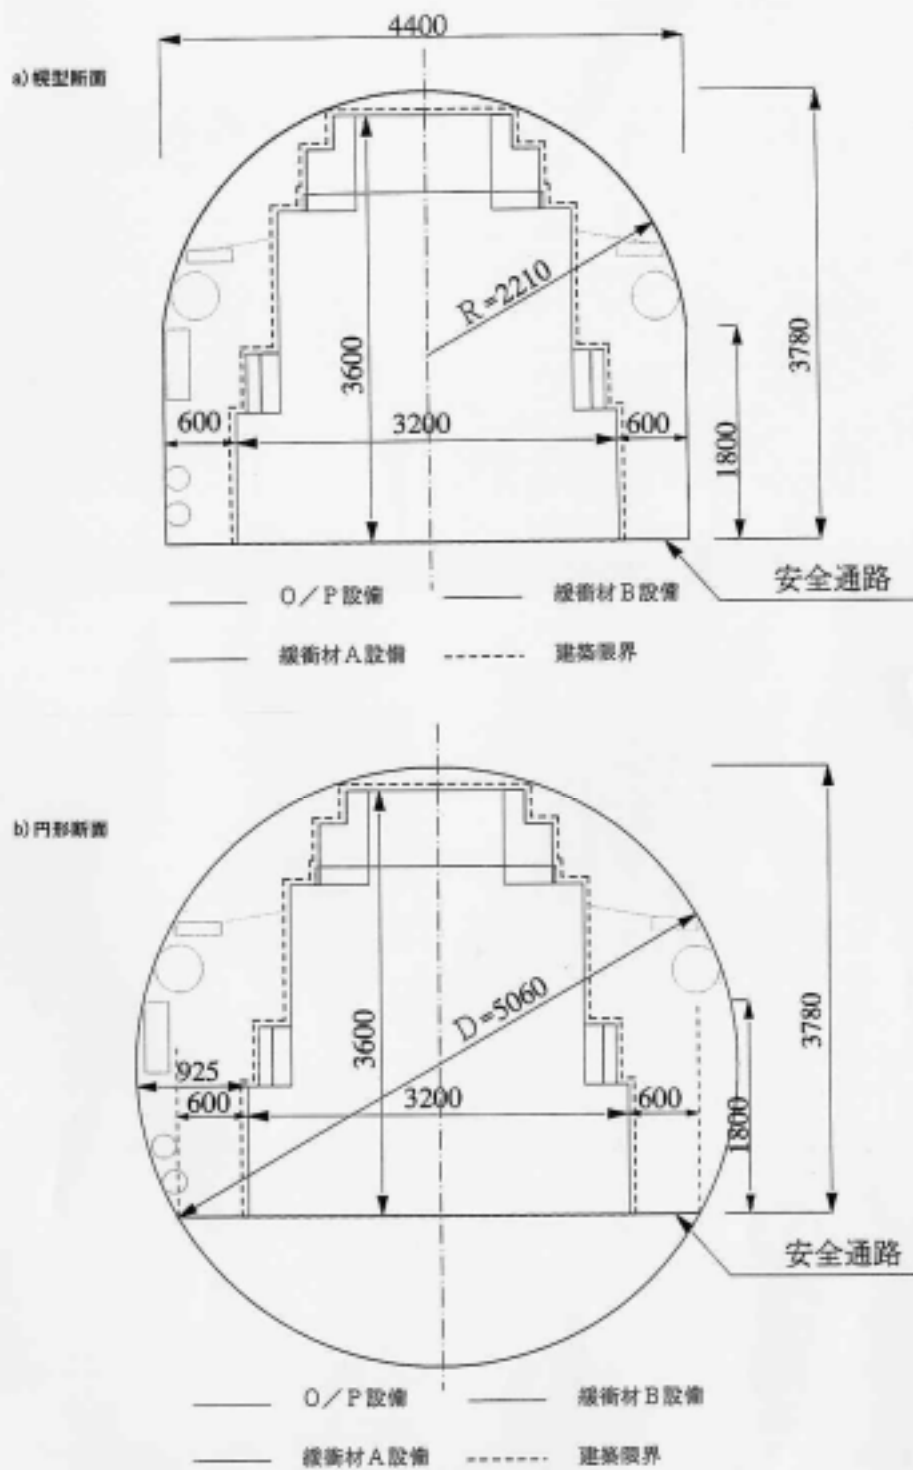 4400
a) 幌型断面
R=2210
3600
3780
600
3200
600
1800
安全通路
O/P設備
緩衝材B設備
緩衝材A設備
建築限界
b) 円形断面
D=5060
3600
3780
925
600
3200
600
1800
安全通路
O/P設備
緩衝材B設備
緩衝材A設備
建築限界